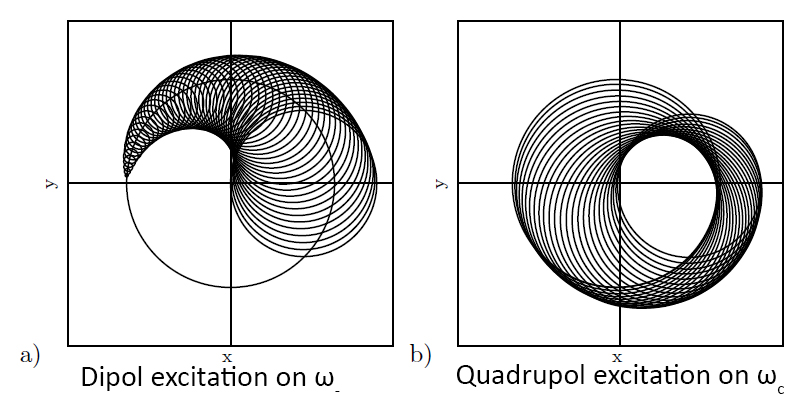 y
y
a)
x
b)
x
Dipol excitation on ω-
Quadrupol excitation on ωc